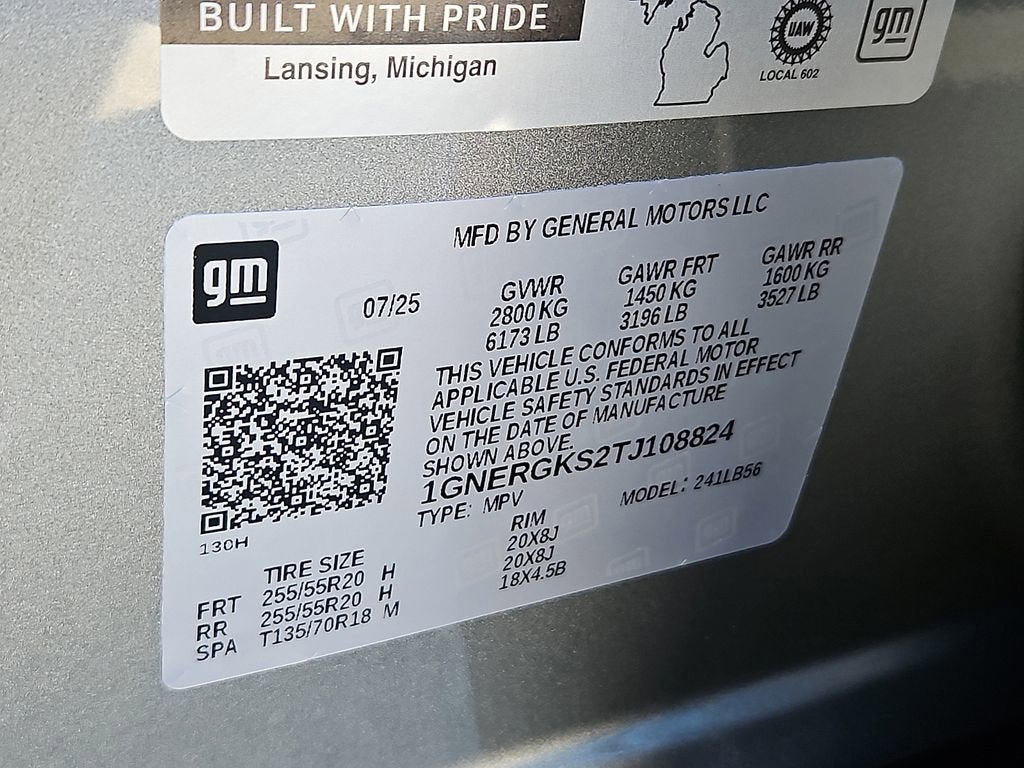 BUILT WITH PRIDE
Lansing, Michigan
UAW
LOCAL 602
gm
gm
MFD BY GENERAL MOTORS LLC
07/25
GVWR
2800 KG
6173 LB
GAWR FRT
1450 KG
3196 LB
GAWR RR
1600 KG
3527 LB
THIS VEHICLE CONFORMS TO ALL
APPLICABLE U.S. FEDERAL MOTOR
VEHICLE SAFETY STANDARDS IN EFFECT
ON THE DATE OF MANUFACTURE
SHOWN ABOVE.
1GNERGKS2TJ108824
TYPE: MPV
MODEL: 241LB56
130H
TIRE SIZE RIM
FRT 255/55R20 H 20X8J
RR 255/55R20 H 20X8J
SPA T135/70R18 M 18X4.5B